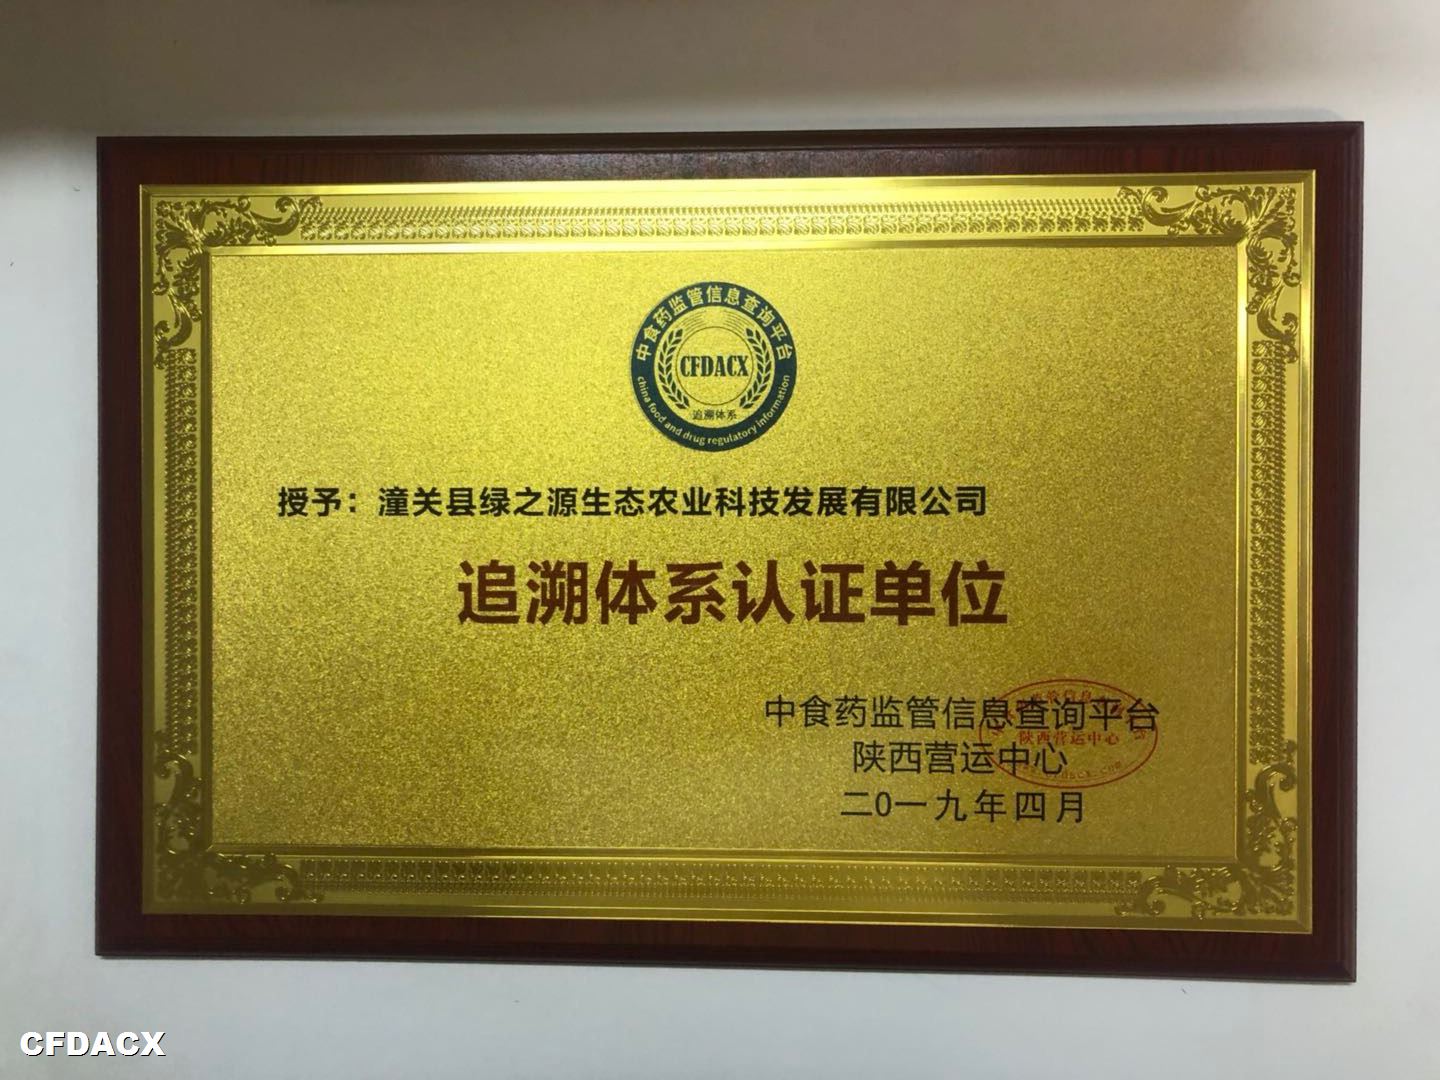 中食药监管信息查询平台
CFDACX
追溯体系
china food and drug regulatory information
授予：潼关县绿之源生态农业科技发展有限公司
追溯体系认证单位
中食药监管信息查询平台
陕西营运中心
陕西营运中心
二0一九年四月
CFDACX